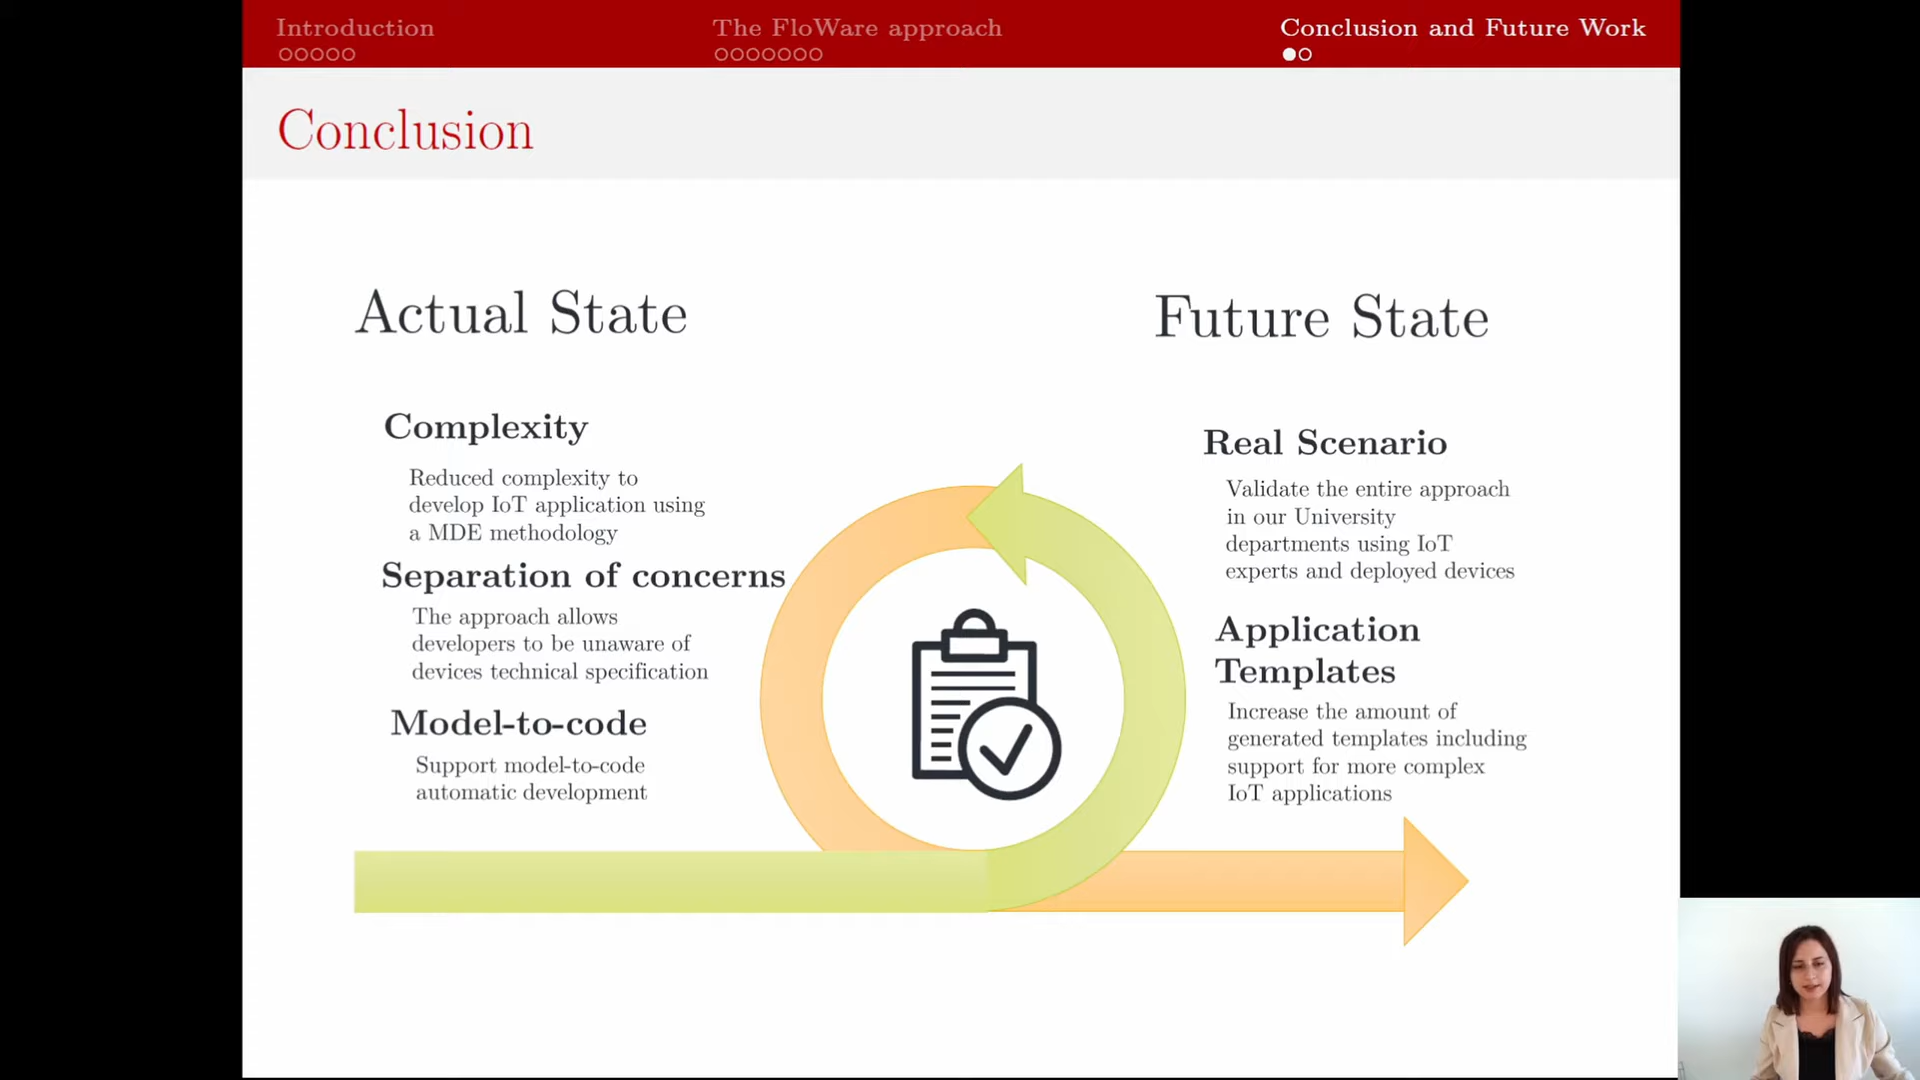 Introduction
The FloWare approach
Conclusion and Future Work
Conclusion
Actual State
Complexity
Reduced complexity to
develop IoT application using
a MDE methodology
Separation of concerns
The approach allows
developers to be unaware of
devices technical specification
Model-to-code
Support model-to-code
automatic development
Future State
Real Scenario
Validate the entire approach
in our University
departments using IoT
experts and deployed devices
Application
Templates
Increase the amount of
generated templates including
support for more complex
IoT applications